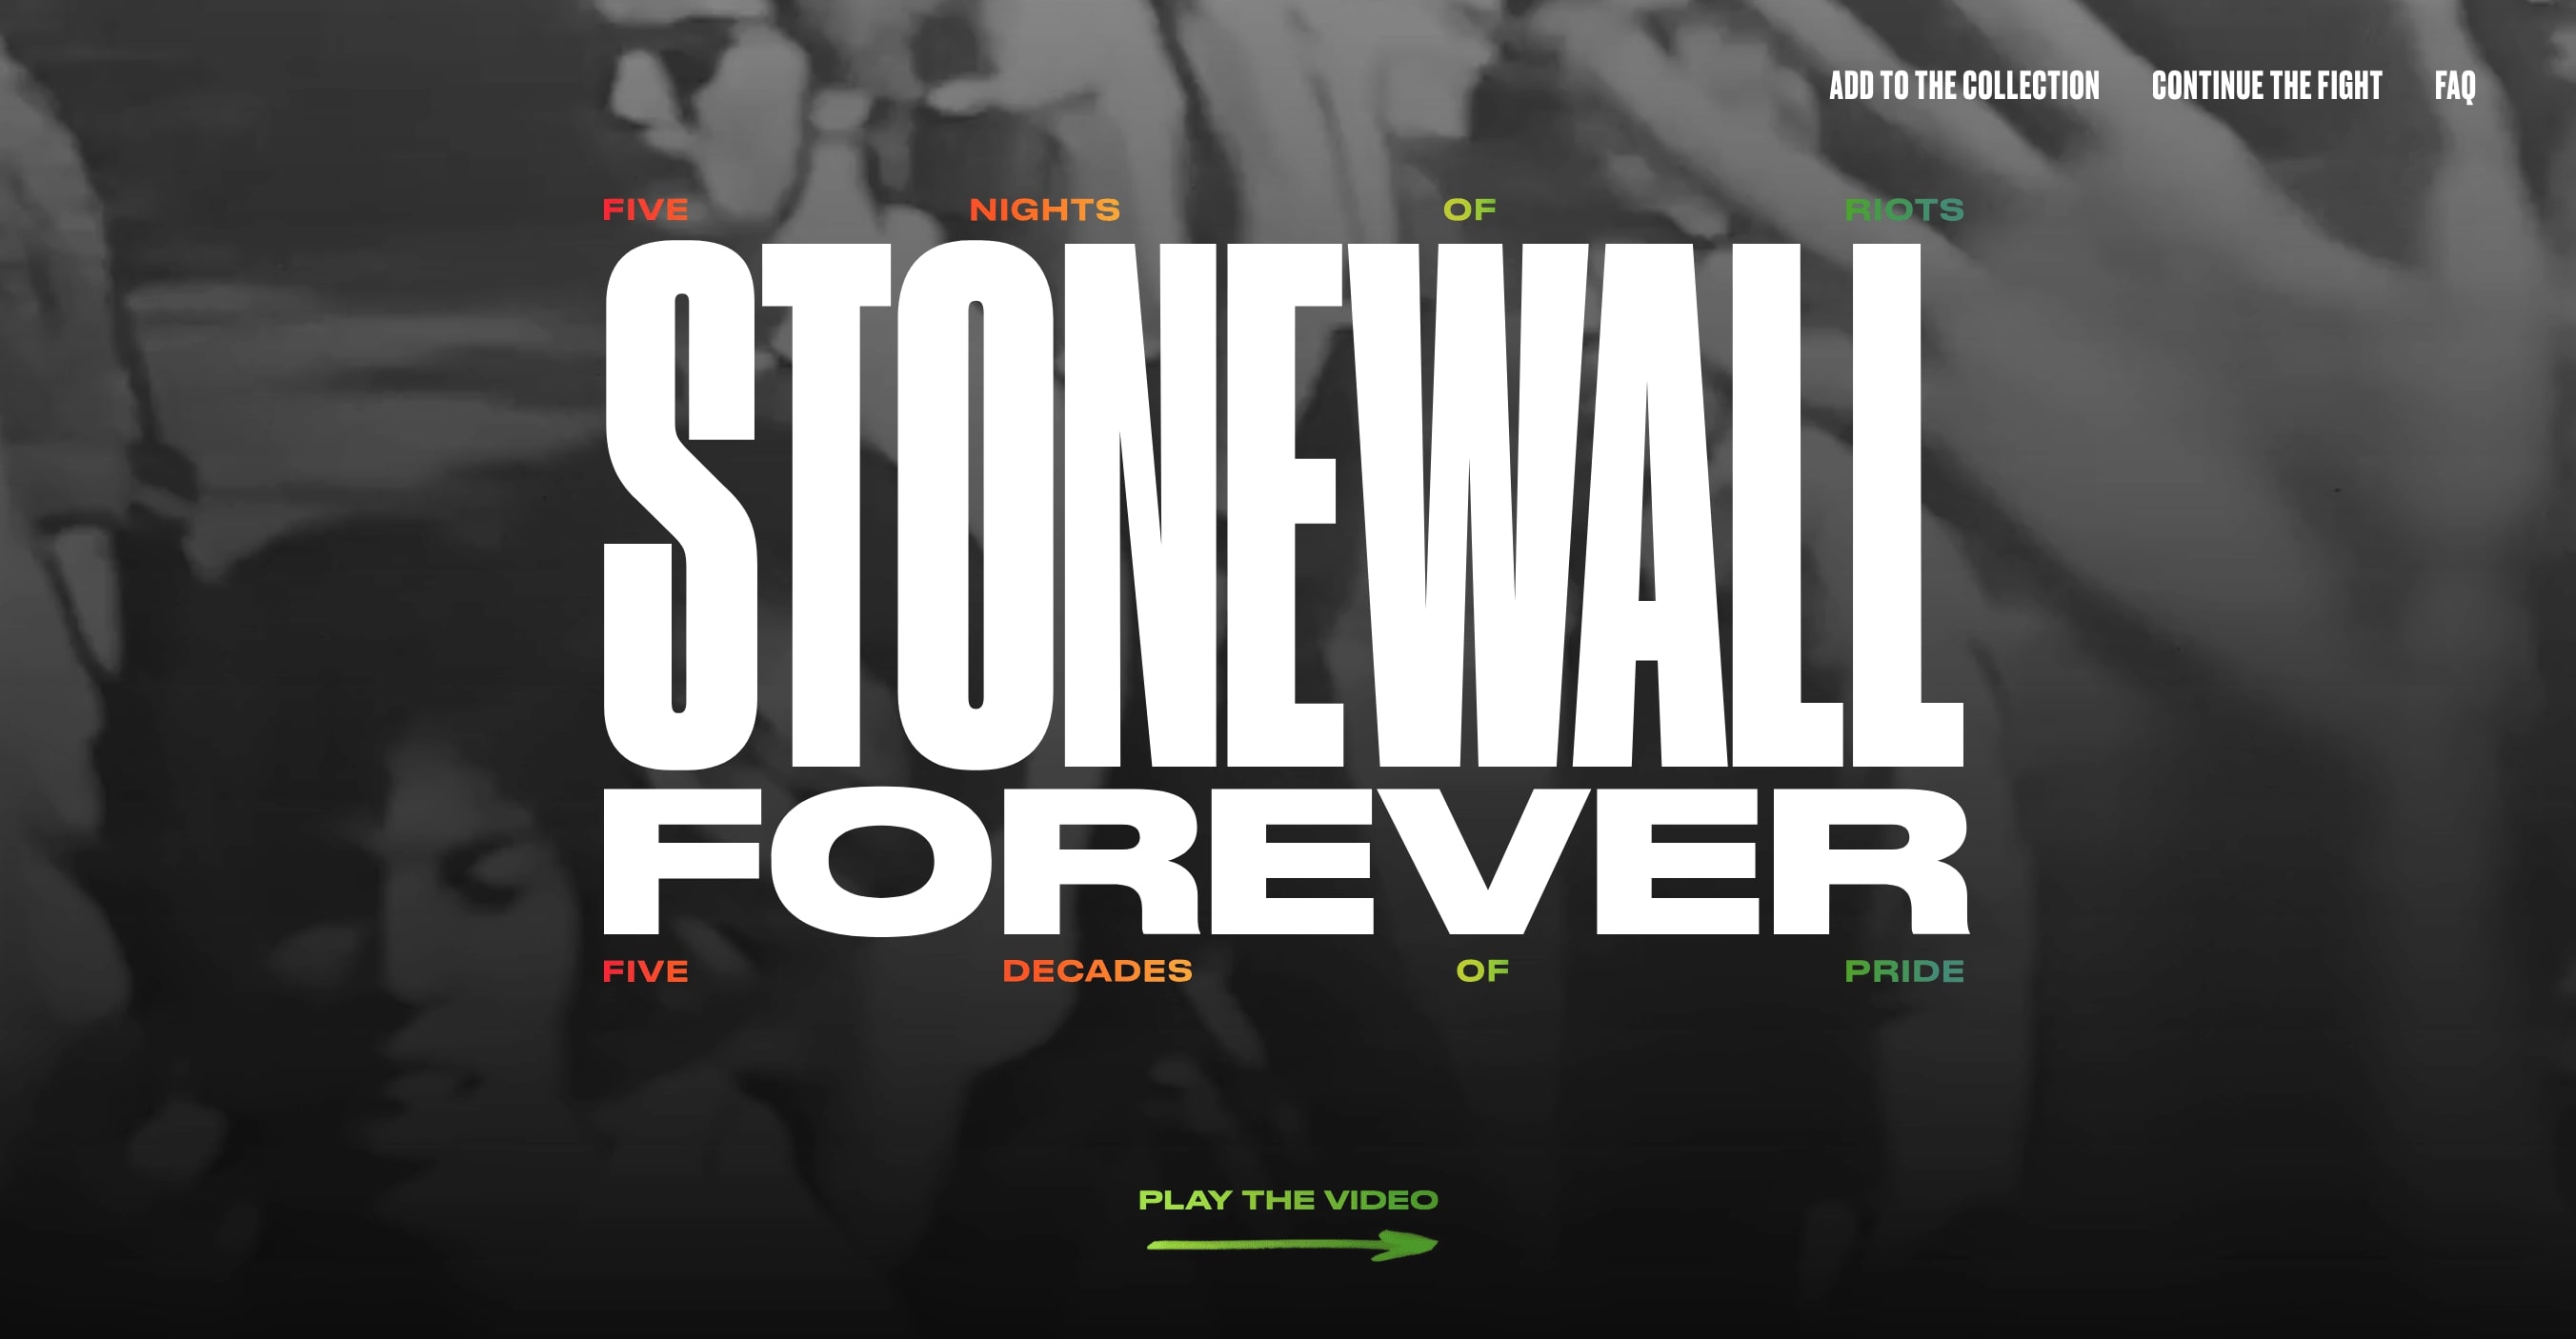 ADD TO THE COLLECTION CONTINUE THE FIGHT FAQ
FIVE NIGHTS OF RIOTS
STONEWALL
FOREVER
FIVE DECADES OF PRIDE
PLAY THE VIDEO